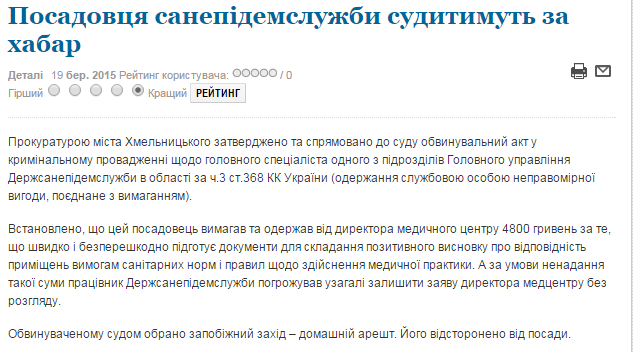 Посадовця санепідемслужби судитимуть за
хабар
Деталі 19 бер. 2015 Рейтинг користувача: / 0
Гірший Кращий РЕЙТИНГ
Прокуратурою міста Хмельницького затверджено та спрямовано до суду обвинувальний акт у
кримінальному провадженні щодо головного спеціаліста одного з підрозділів Головного управління
Держсанепідемслужби в області за ч.3 ст.368 КК України (одержання службовою особою неправомірної
вигоди, поєднане з вимаганням).
Встановлено, що цей посадовець вимагав та одержав від директора медичного центру 4800 гривень за те,
що швидко і безперешкодно підготує документи для складання позитивного висновку про відповідність
приміщень вимогам санітарних норм і правил щодо здійснення медичної практики. А за умови ненадання
такої суми працівник Держсанепідемслужби погрожував узагалі залишити заяву директора медцентру без
розгляду.
Обвинуваченому судом обрано запобіжний захід – домашній арешт. Його відсторонено від посади.